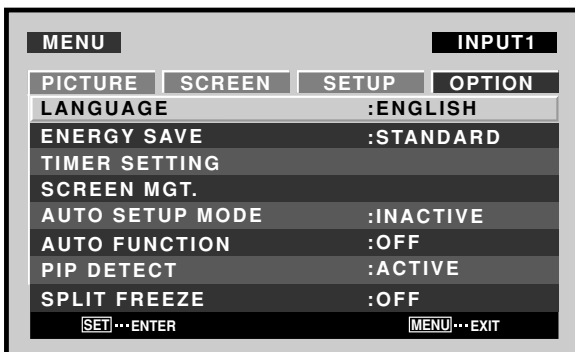 MENU INPUT1
PICTURE SCREEN SETUP OPTION
LANGUAGE :ENGLISH
ENERGY SAVE :STANDARD
TIMER SETTING
SCREEN MGT.
AUTO SETUP MODE :INACTIVE
AUTO FUNCTION :OFF
PIP DETECT :ACTIVE
SPLIT FREEZE :OFF
SET···ENTER MENU···EXIT